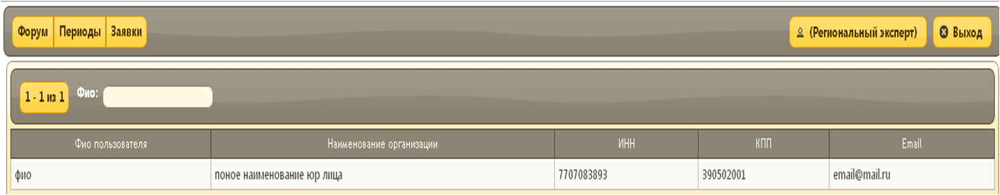 Форум Периоды Заявки (Региональный эксперт) Выход
1 - 1 из 1 Фио:
Фио пользователя Наименование организации ИНН КПП Email
фио поное наименование юр лица 7707083893 390502001 email@mail.ru